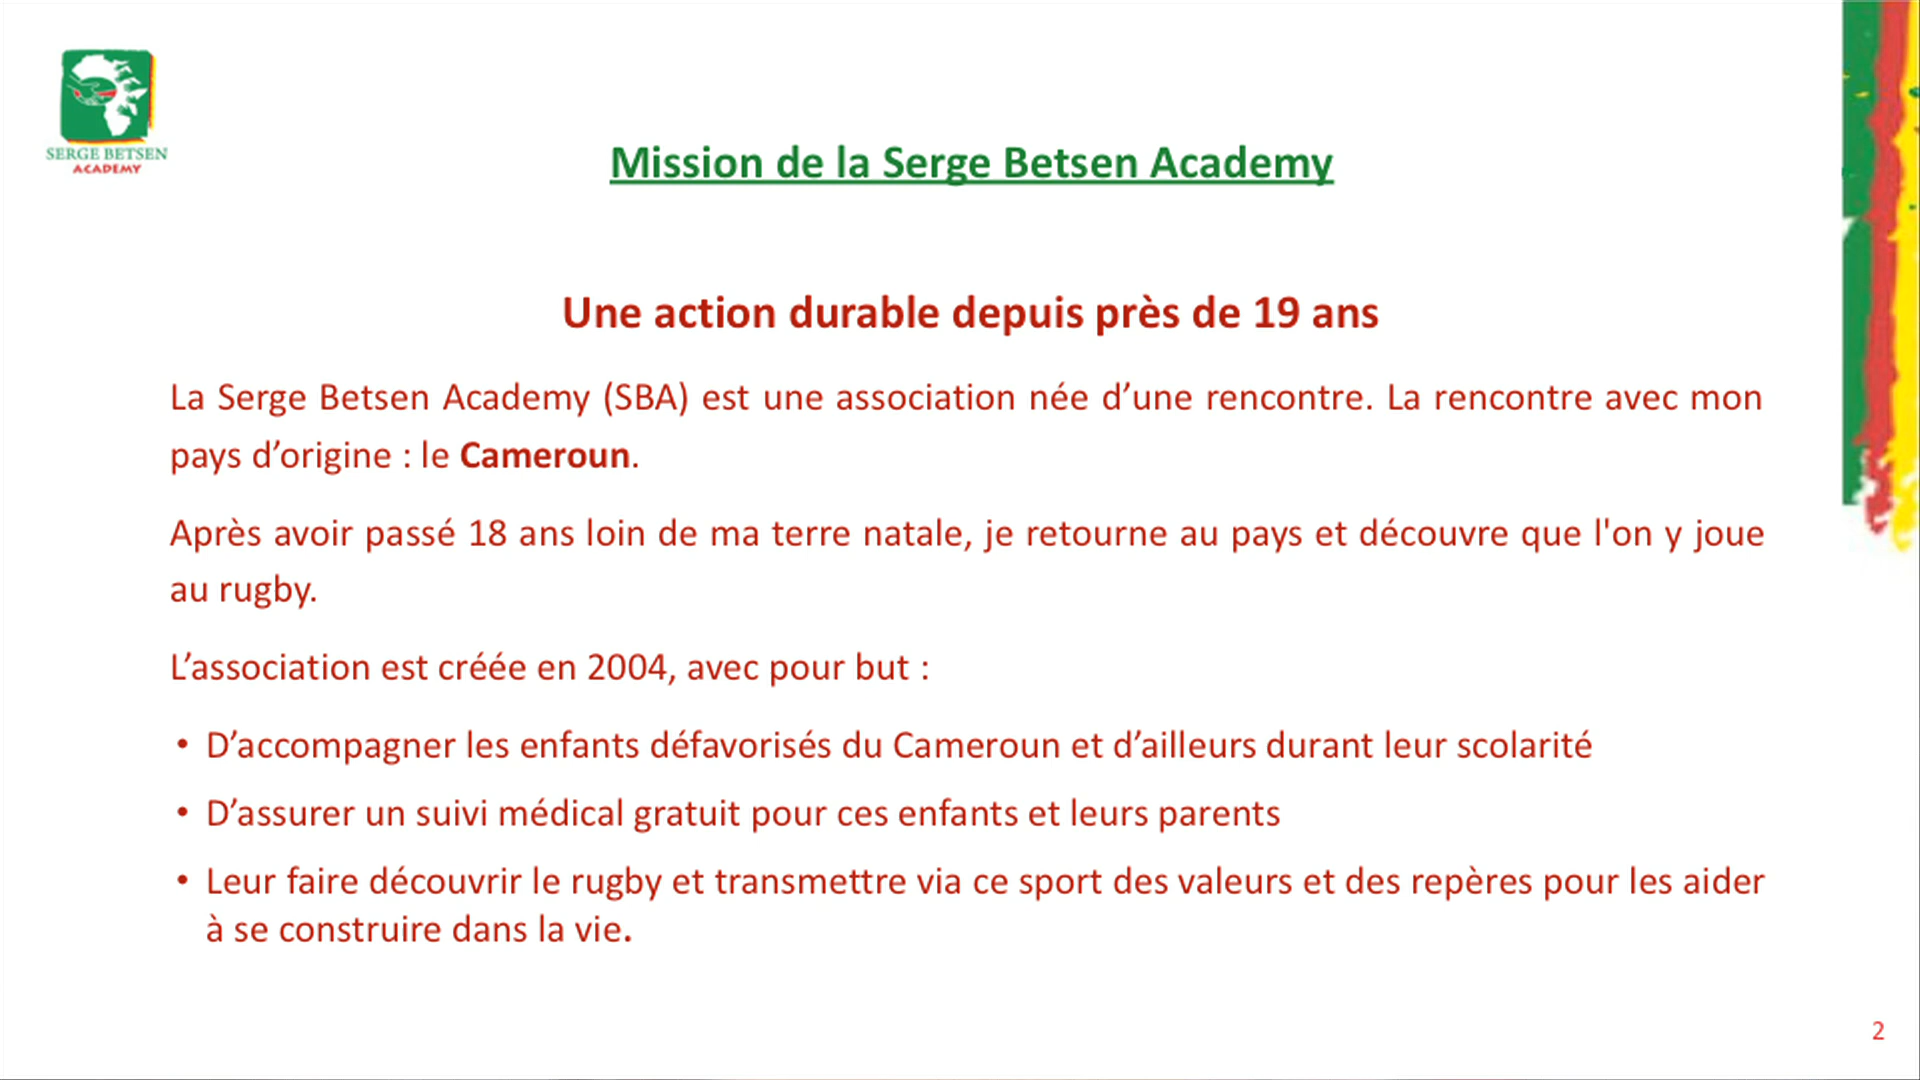 SERGE BETSEN
ACADEMY
Mission de la Serge Betsen Academy
Une action durable depuis près de 19 ans
La Serge Betsen Academy (SBA) est une association née d’une rencontre. La rencontre avec mon
pays d’origine : le Cameroun.
Après avoir passé 18 ans loin de ma terre natale, je retourne au pays et découvre que l'on y joue
au rugby.
L’association est créée en 2004, avec pour but :
• D’accompagner les enfants défavorisés du Cameroun et d’ailleurs durant leur scolarité
• D’assurer un suivi médical gratuit pour ces enfants et leurs parents
• Leur faire découvrir le rugby et transmettre via ce sport des valeurs et des repères pour les aider
à se construire dans la vie.
2